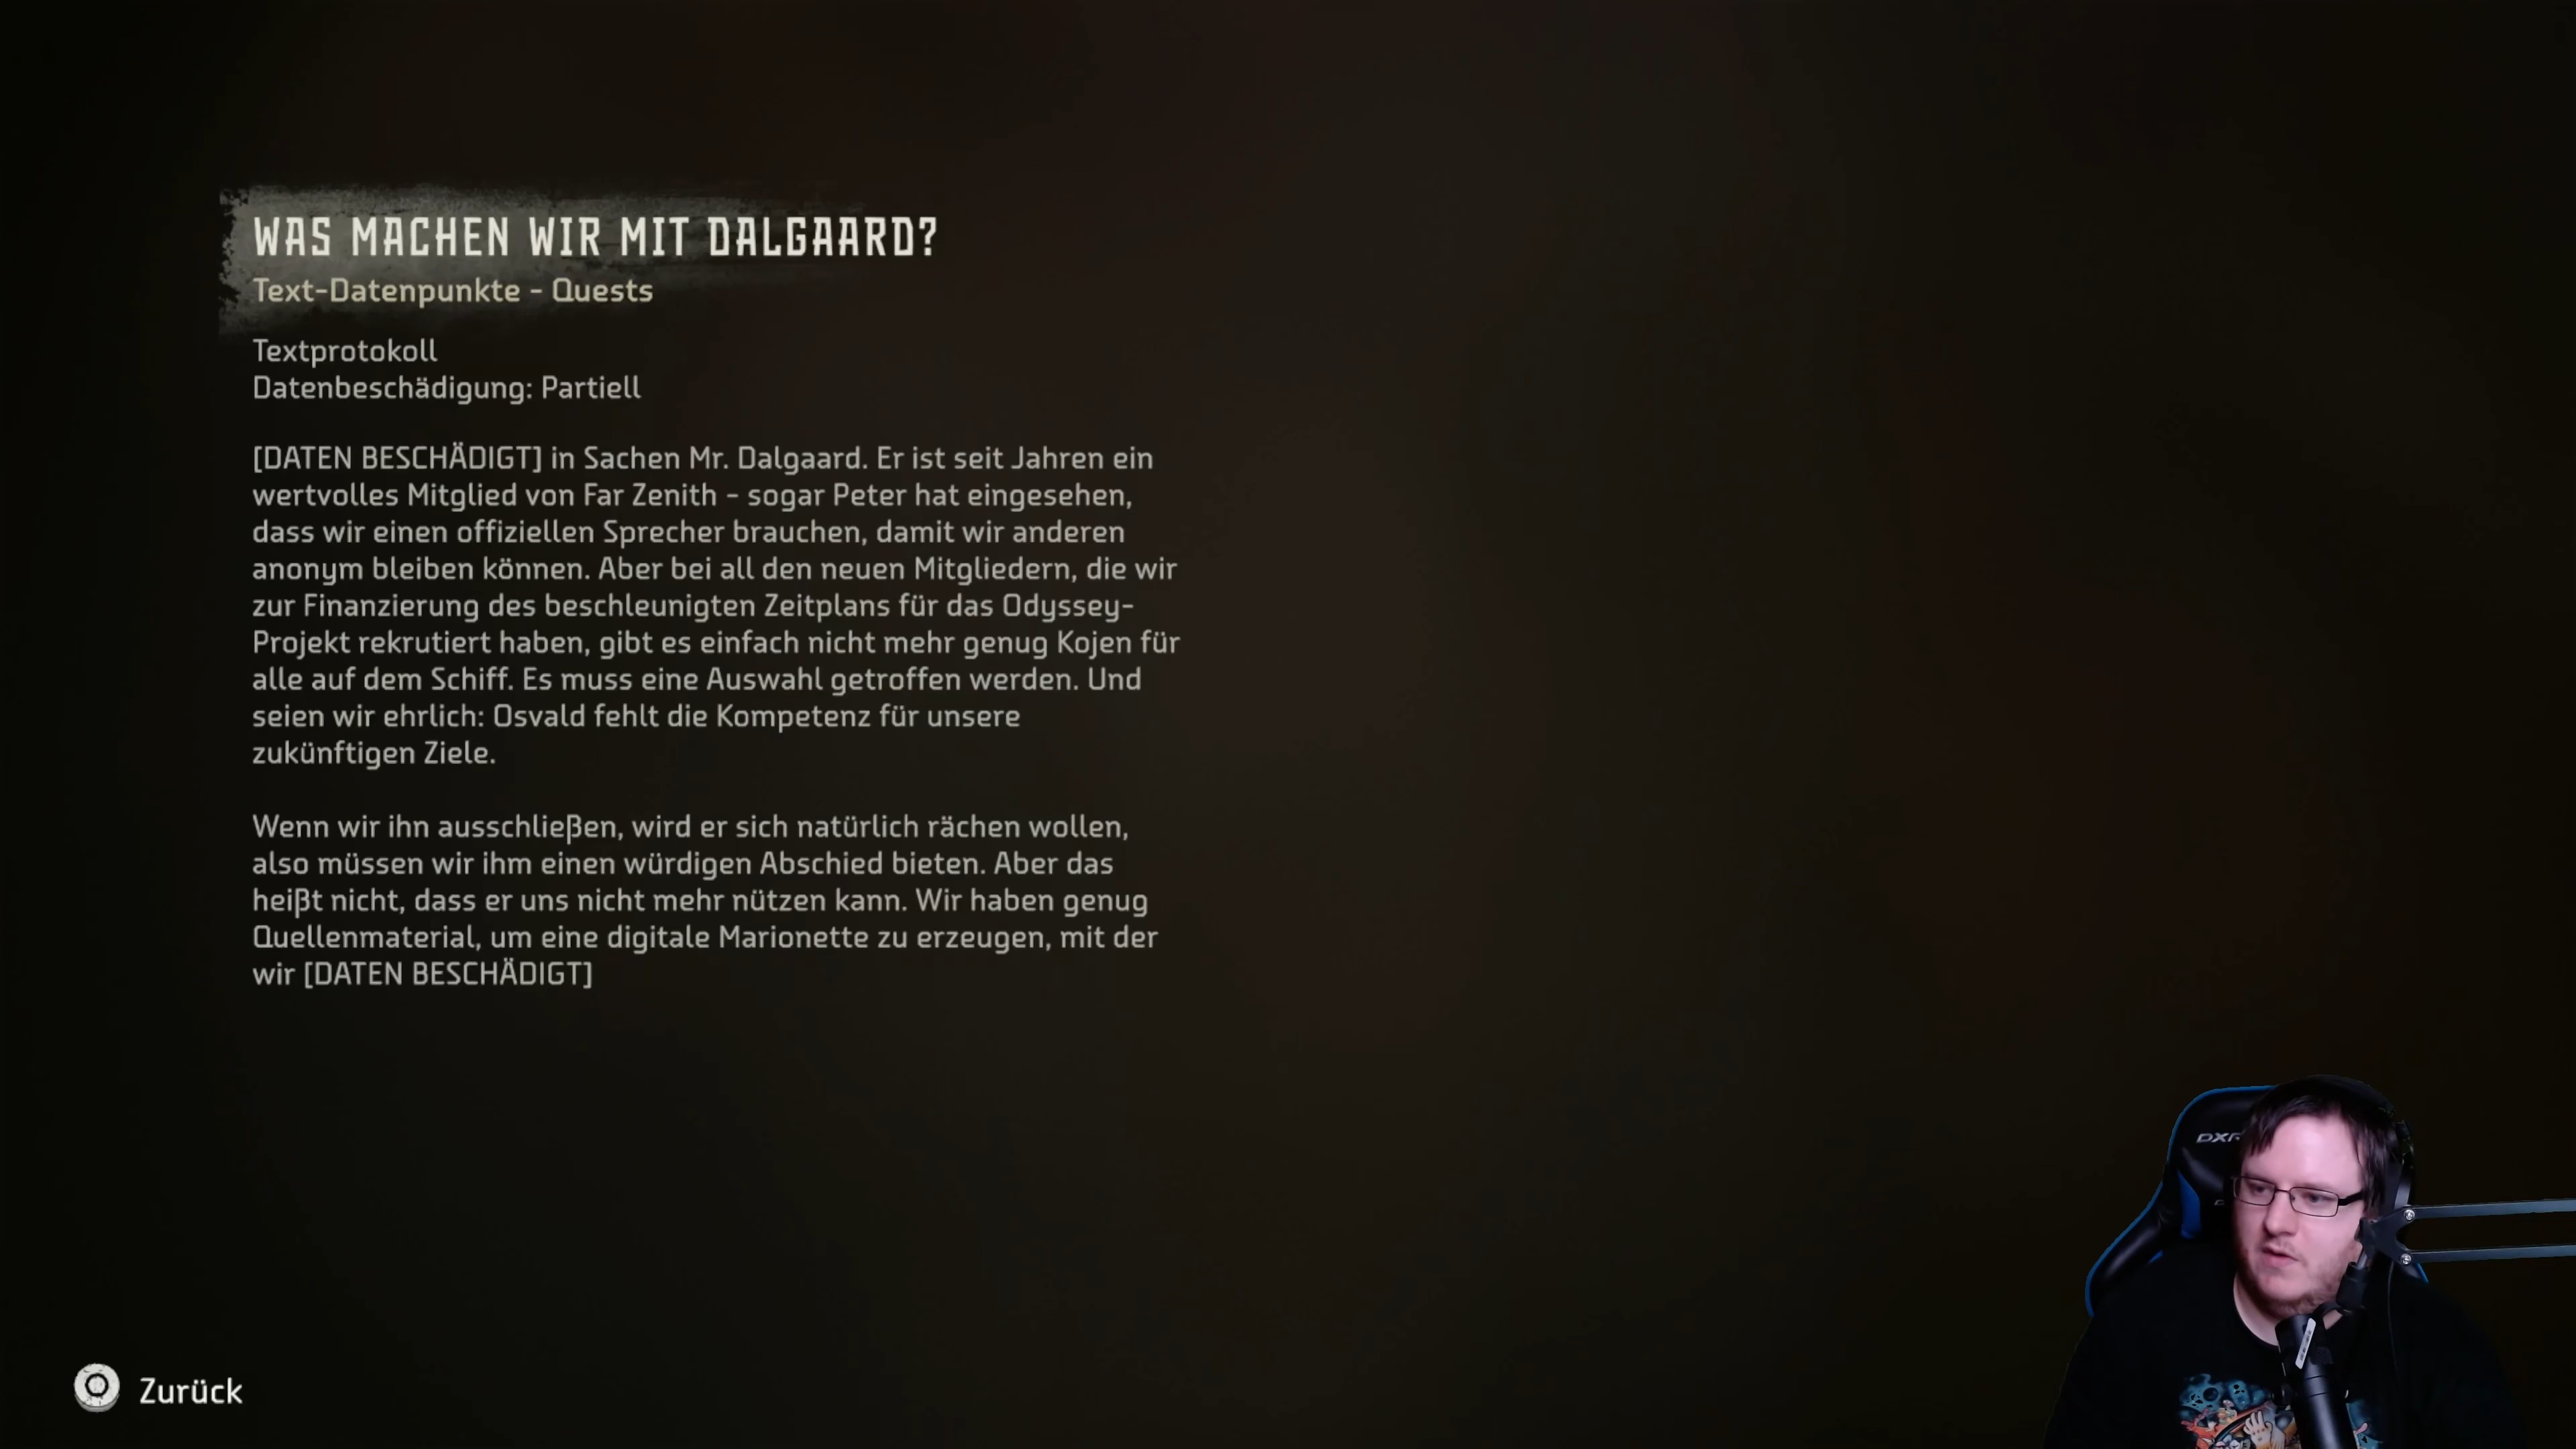 WAS MACHEN WIR MIT DALGAARD?
Text-Datenpunkte - Quests
Textprotokoll
Datenbeschädigung: Partiell
[DATEN BESCHÄDIGT] in Sachen Mr. Dalgaard. Er ist seit Jahren ein
wertvolles Mitglied von Far Zenith - sogar Peter hat eingesehen,
dass wir einen offiziellen Sprecher brauchen, damit wir anderen
anonym bleiben können. Aber bei all den neuen Mitgliedern, die wir
zur Finanzierung des beschleunigten Zeitplans für das Odyssey-
Projekt rekrutiert haben, gibt es einfach nicht mehr genug Kojen für
alle auf dem Schiff. Es muss eine Auswahl getroffen werden. Und
seien wir ehrlich: Osvald fehlt die Kompetenz für unsere
zukünftigen Ziele.
Wenn wir ihn ausschließen, wird er sich natürlich rächen wollen,
also müssen wir ihm einen würdigen Abschied bieten. Aber das
heißt nicht, dass er uns nicht mehr nützen kann. Wir haben genug
Quellenmaterial, um eine digitale Marionette zu erzeugen, mit der
wir [DATEN BESCHÄDIGT]
Zurück